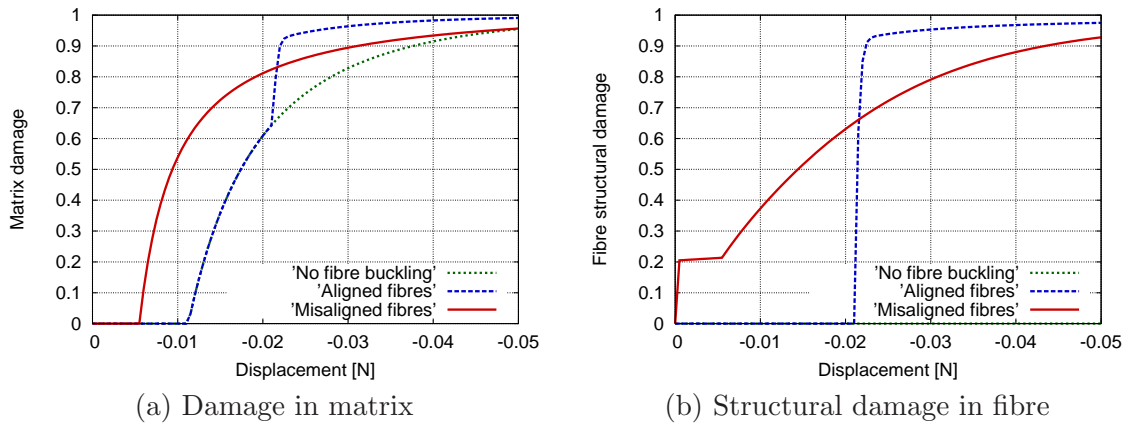 1
0.9
0.8
0.7
0.6
0.5
0.4
0.3
0.2
0.1
0
Matrix damage
'No fibre buckling'
'Aligned fibres'
'Misaligned fibres'
0 -0.01 -0.02 -0.03 -0.04 -0.05
Displacement [N]
(a) Damage in matrix
1
0.9
0.8
0.7
0.6
0.5
0.4
0.3
0.2
0.1
0
Fibre structural damage
'No fibre buckling'
'Aligned fibres'
'Misaligned fibres'
0 -0.01 -0.02 -0.03 -0.04 -0.05
Displacement [N]
(b) Structural damage in fibre